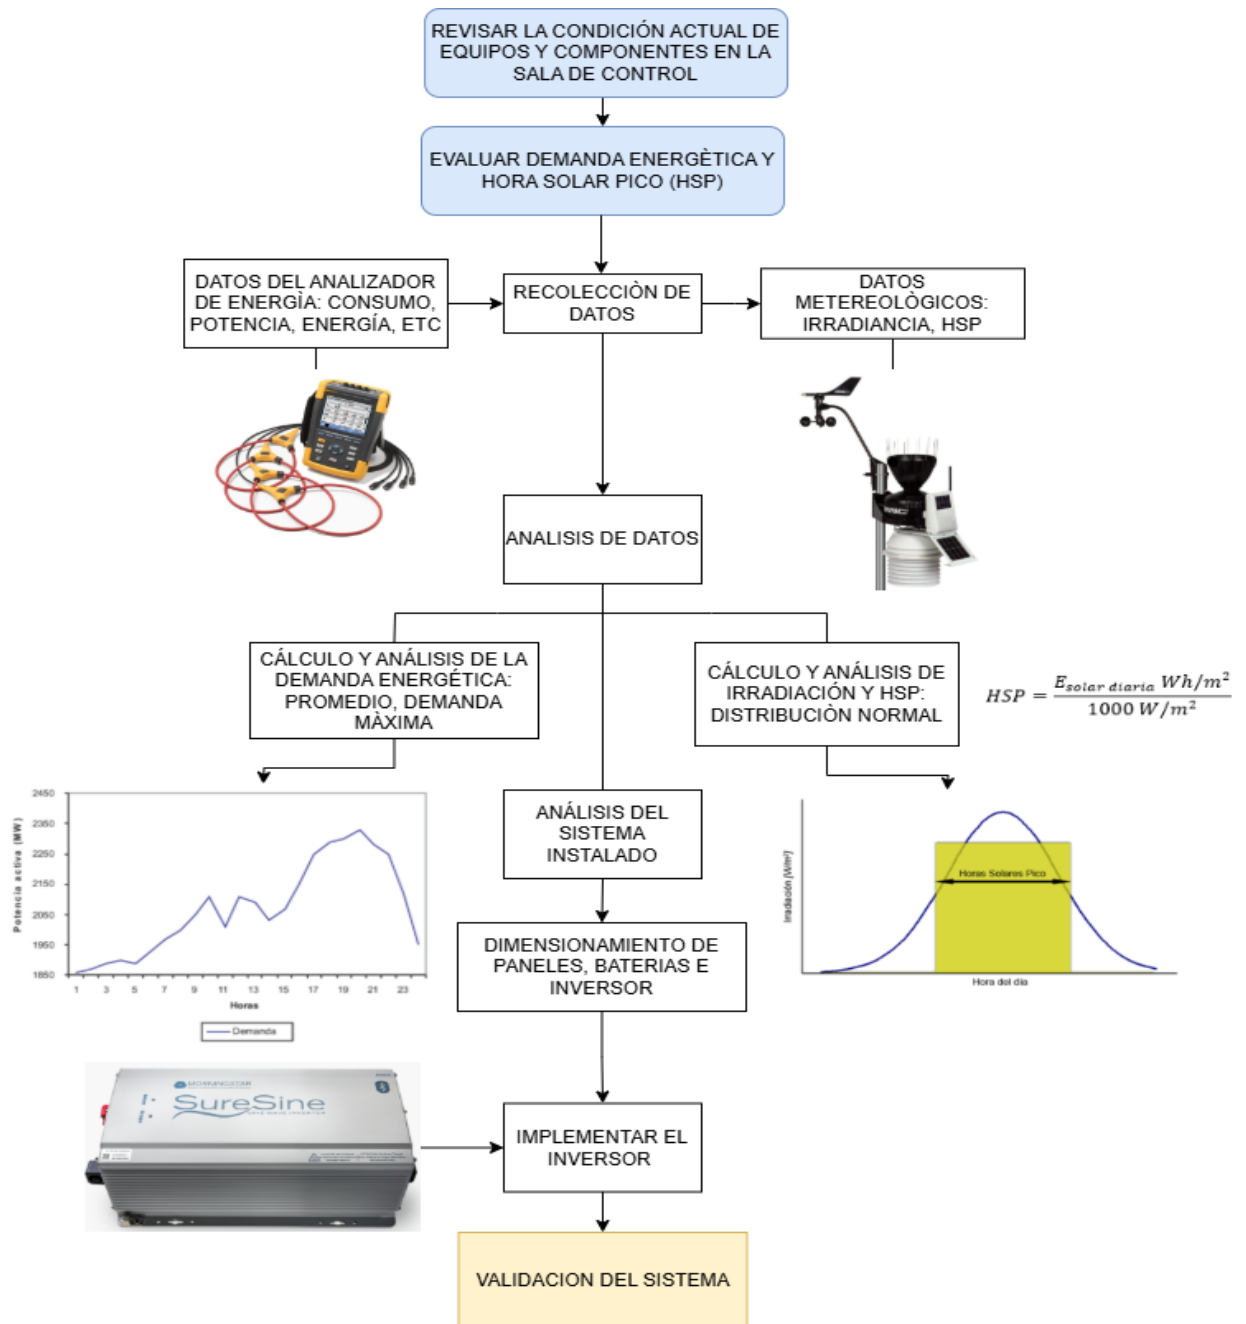 REVISAR LA CONDICIÓN ACTUAL DE
EQUIPOS Y COMPONENTES EN LA
SALA DE CONTROL
EVALUAR DEMANDA ENERGÈTICA Y
HORA SOLAR PICO (HSP)
DATOS DEL ANALIZADOR
DE ENERGÌA: CONSUMO,
POTENCIA, ENERGÍA, ETC
RECOLECCIÒN DE
DATOS
DATOS
METEREOLÒGICOS:
IRRADIANCIA, HSP
ANALISIS DE DATOS
CÁLCULO Y ANÁLISIS DE LA
DEMANDA ENERGÉTICA:
PROMEDIO, DEMANDA
MÀXIMA
CÁLCULO Y ANÁLISIS DE
IRRADIACIÓN Y HSP:
DISTRIBUCIÒN NORMAL
HSP = E solar diaria Wh/m² / 1000 W/m²
Potencia activa (MW)
2450
2350
2250
2150
2050
1950
1850
1 3 5 7 9 11 13 15 17 19 21 23
Horas
Demanda
ANÁLISIS DEL
SISTEMA
INSTALADO
Irradiación [W/m²]
Horas Solares Pico
Hora del día
DIMENSIONAMIENTO DE
PANELES, BATERIAS E
INVERSOR
MORNINGSTAR
SureSine
IMPLEMENTAR EL
INVERSOR
VALIDACION DEL SISTEMA